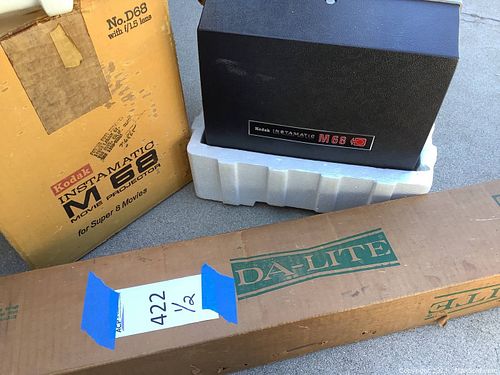 No. D68
with f/1.5 lens
Kodak
INSTAMATIC
M 68
MOVIE PROJECTOR
for Super 8 Movies
Kodak INSTAMATIC M 68
DA-LITE
422
1/2